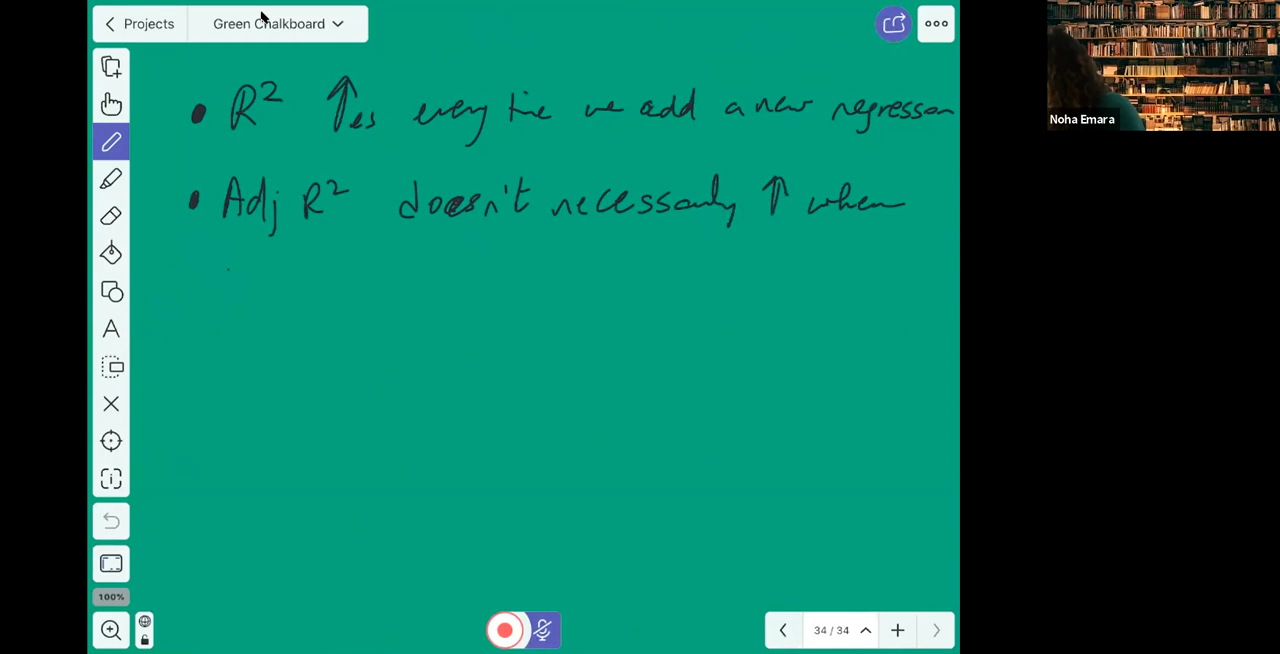 Projects
Green Chalkboard
Noha Emara
• R² ↑es every time we add a new regressor
• Adj R² doesn't necessarily ↑ when
A
100%
34 / 34